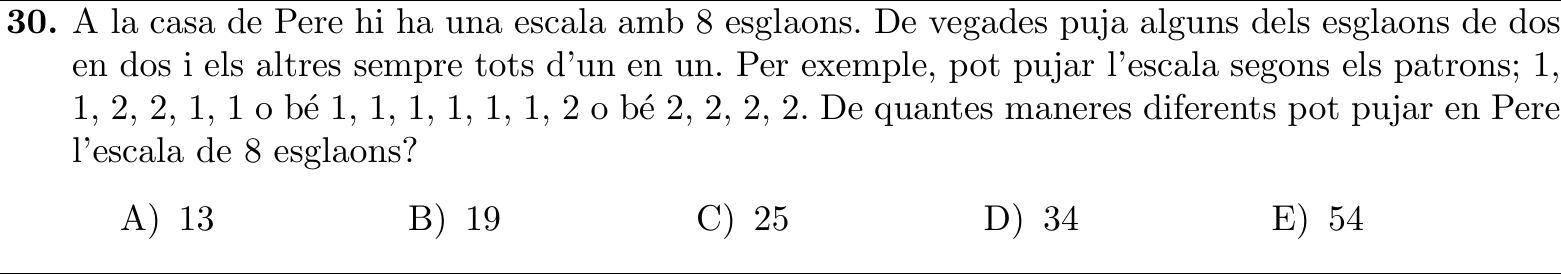 30. A la casa de Pere hi ha una escala amb 8 esglaons. De vegades puja alguns dels esglaons de dos
en dos i els altres sempre tots d'un en un. Per exemple, pot pujar l'escala segons els patrons; 1,
1, 2, 2, 1, 1 o bé 1, 1, 1, 1, 1, 1, 2 o bé 2, 2, 2, 2. De quantes maneres diferents pot pujar en Pere
l'escala de 8 esglaons?
A) 13 B) 19 C) 25 D) 34 E) 54